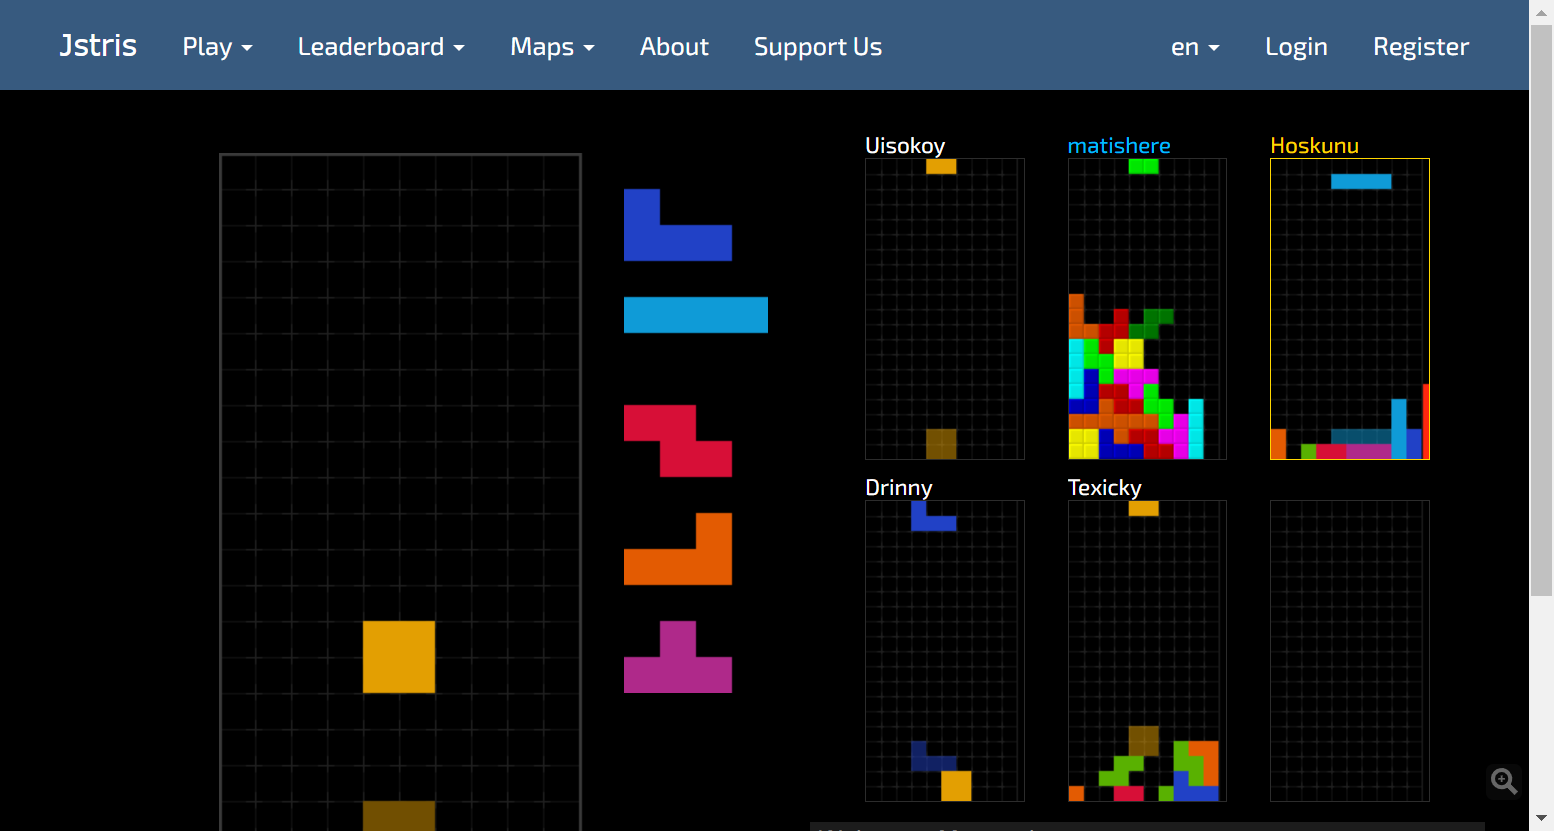 Jstris Play Leaderboard Maps About Support Us en Login Register
Uisokoy matishere Hoskunu
Drinny Texicky